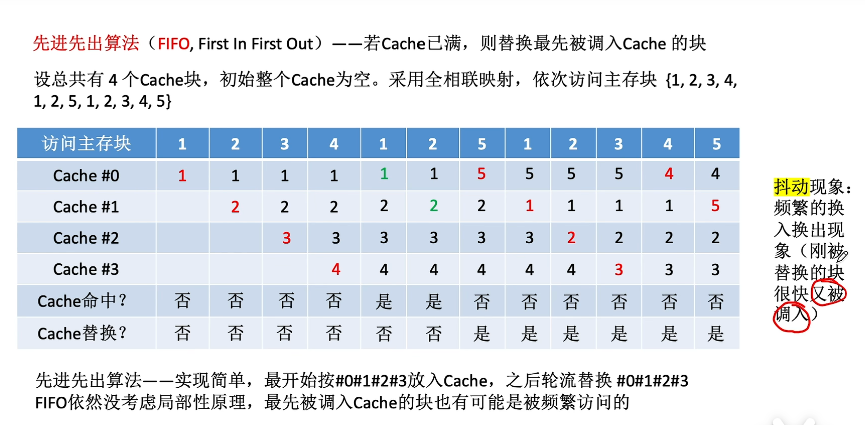 先进先出算法（FIFO, First In First Out）——若Cache已满，则替换最先被调入Cache 的块
设总共有 4 个Cache块，初始整个Cache为空。采用全相联映射，依次访问主存块 {1, 2, 3, 4,
1, 2, 5, 1, 2, 3, 4, 5}
访问主存块 1 2 3 4 1 2 5 1 2 3 4 5
Cache #0 1 1 1 1 1 1 5 5 5 5 4 4
Cache #1 2 2 2 2 2 2 1 1 1 1 5
Cache #2 3 3 3 3 3 3 2 2 2 2
Cache #3 4 4 4 4 4 4 3 3 3
Cache命中？ 否 否 否 否 是 是 否 否 否 否 否 否
Cache替换？ 否 否 否 否 否 否 是 是 是 是 是 是
抖动现象：
频繁的换
入换出现
象（刚被
替换的块
很快又被
调入）
先进先出算法——实现简单，最开始按#0#1#2#3放入Cache，之后轮流替换 #0#1#2#3
FIFO依然没考虑局部性原理，最先被调入Cache的块也有可能是被频繁访问的